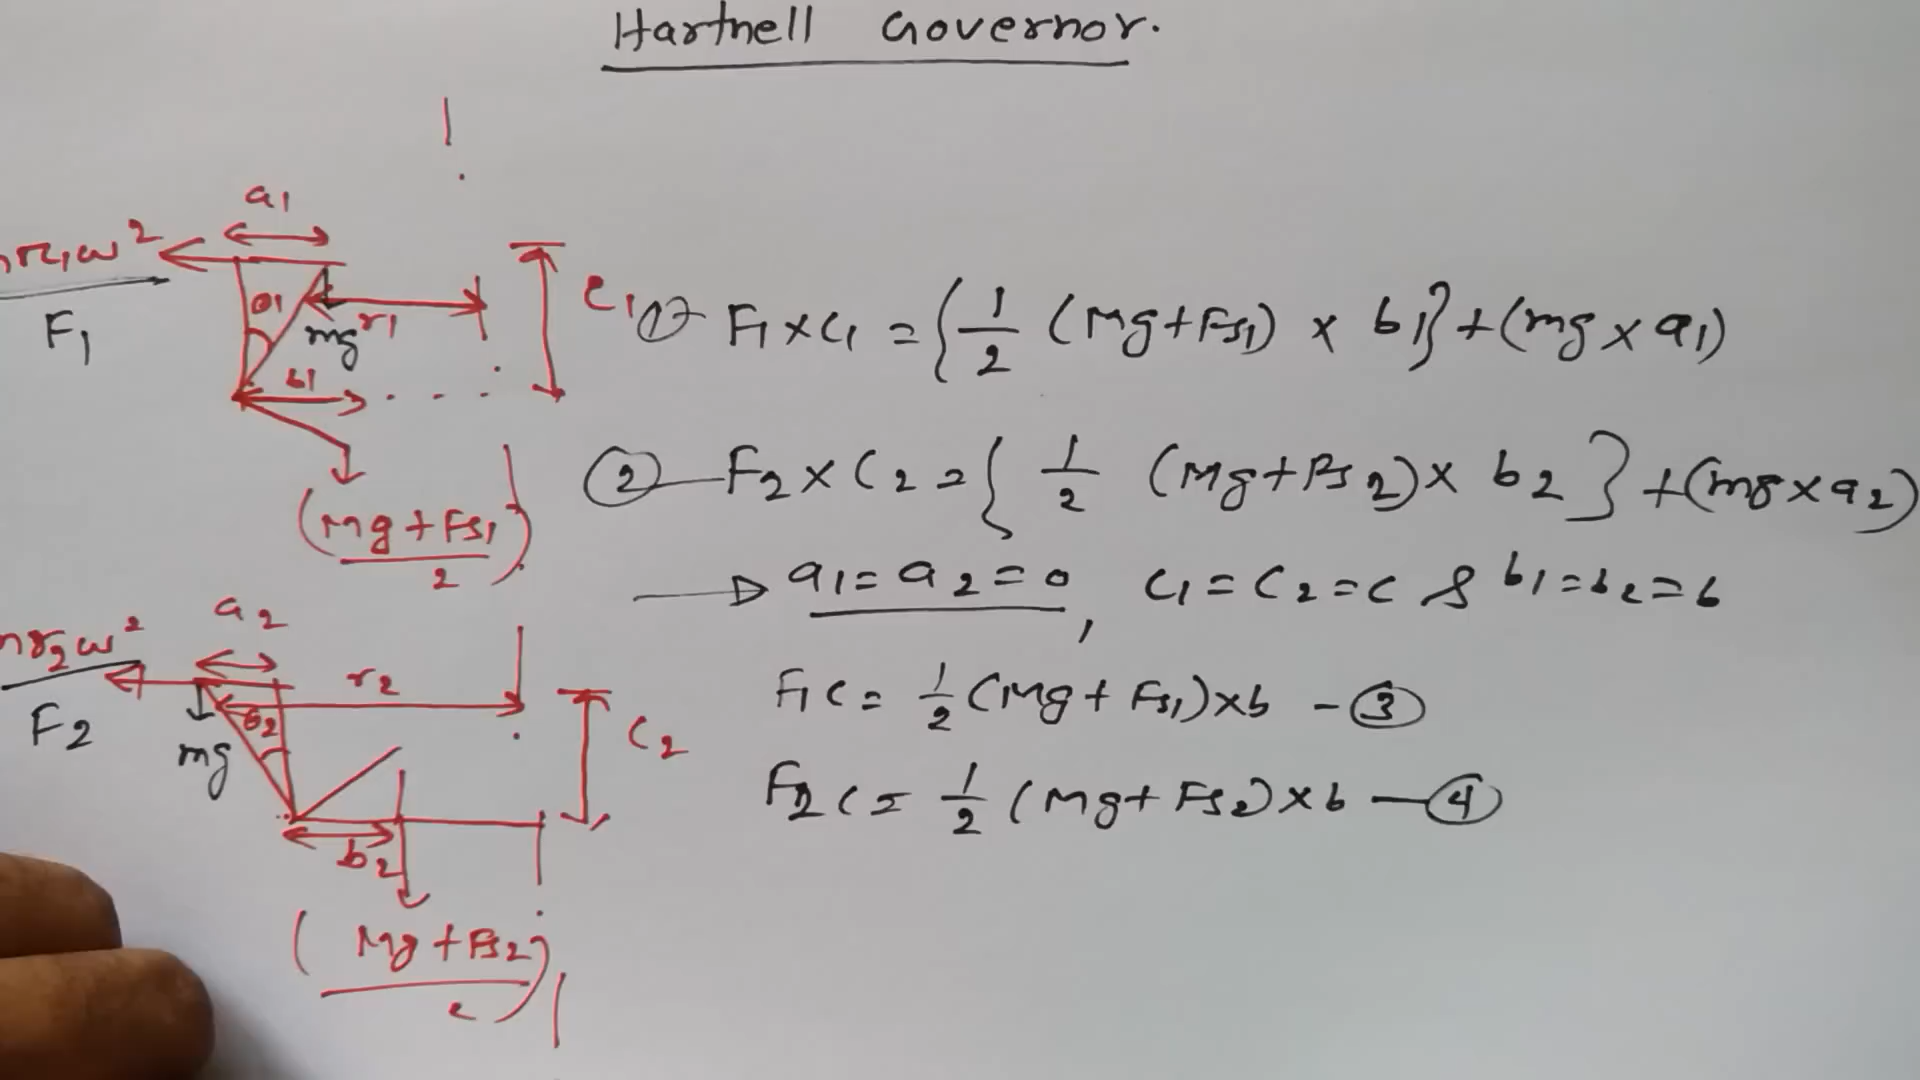 Hartnell Governor.
a1
mr1ω²
F1
θ1
mg
r1
C1
b1
(Mg+Fs1)/2
1 F1×C1 = {1/2 (Mg+Fs1) × b1} + (mg×a1)
2 F2×C2 = {1/2 (Mg+Fs2)× b2} + (mg×a2)
→ a1=a2=0, C1=C2=C & b1=b2=b
F1C = 1/2 (Mg+Fs1)×b - 3
F2C = 1/2 (Mg+Fs2)×b — 4
a2
mr2ω²
F2
θ2
mg
r2
C2
b2
(Mg+Fs2)/2